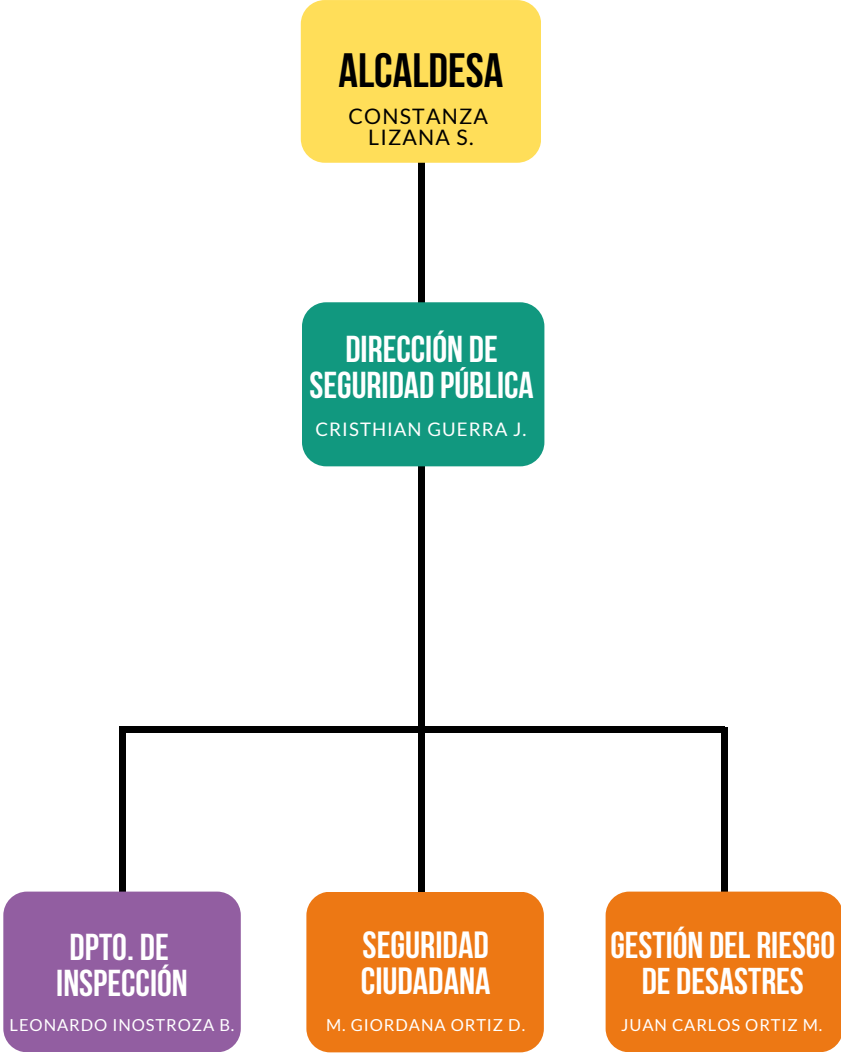 ALCALDESA
CONSTANZA
LIZANA S.
DIRECCIÓN DE
SEGURIDAD PÚBLICA
CRISTHIAN GUERRA J.
DPTO. DE
INSPECCIÓN
LEONARDO INOSTROZA B.
SEGURIDAD
CIUDADANA
M. GIORDANA ORTIZ D.
GESTIÓN DEL RIESGO
DE DESASTRES
JUAN CARLOS ORTIZ M.